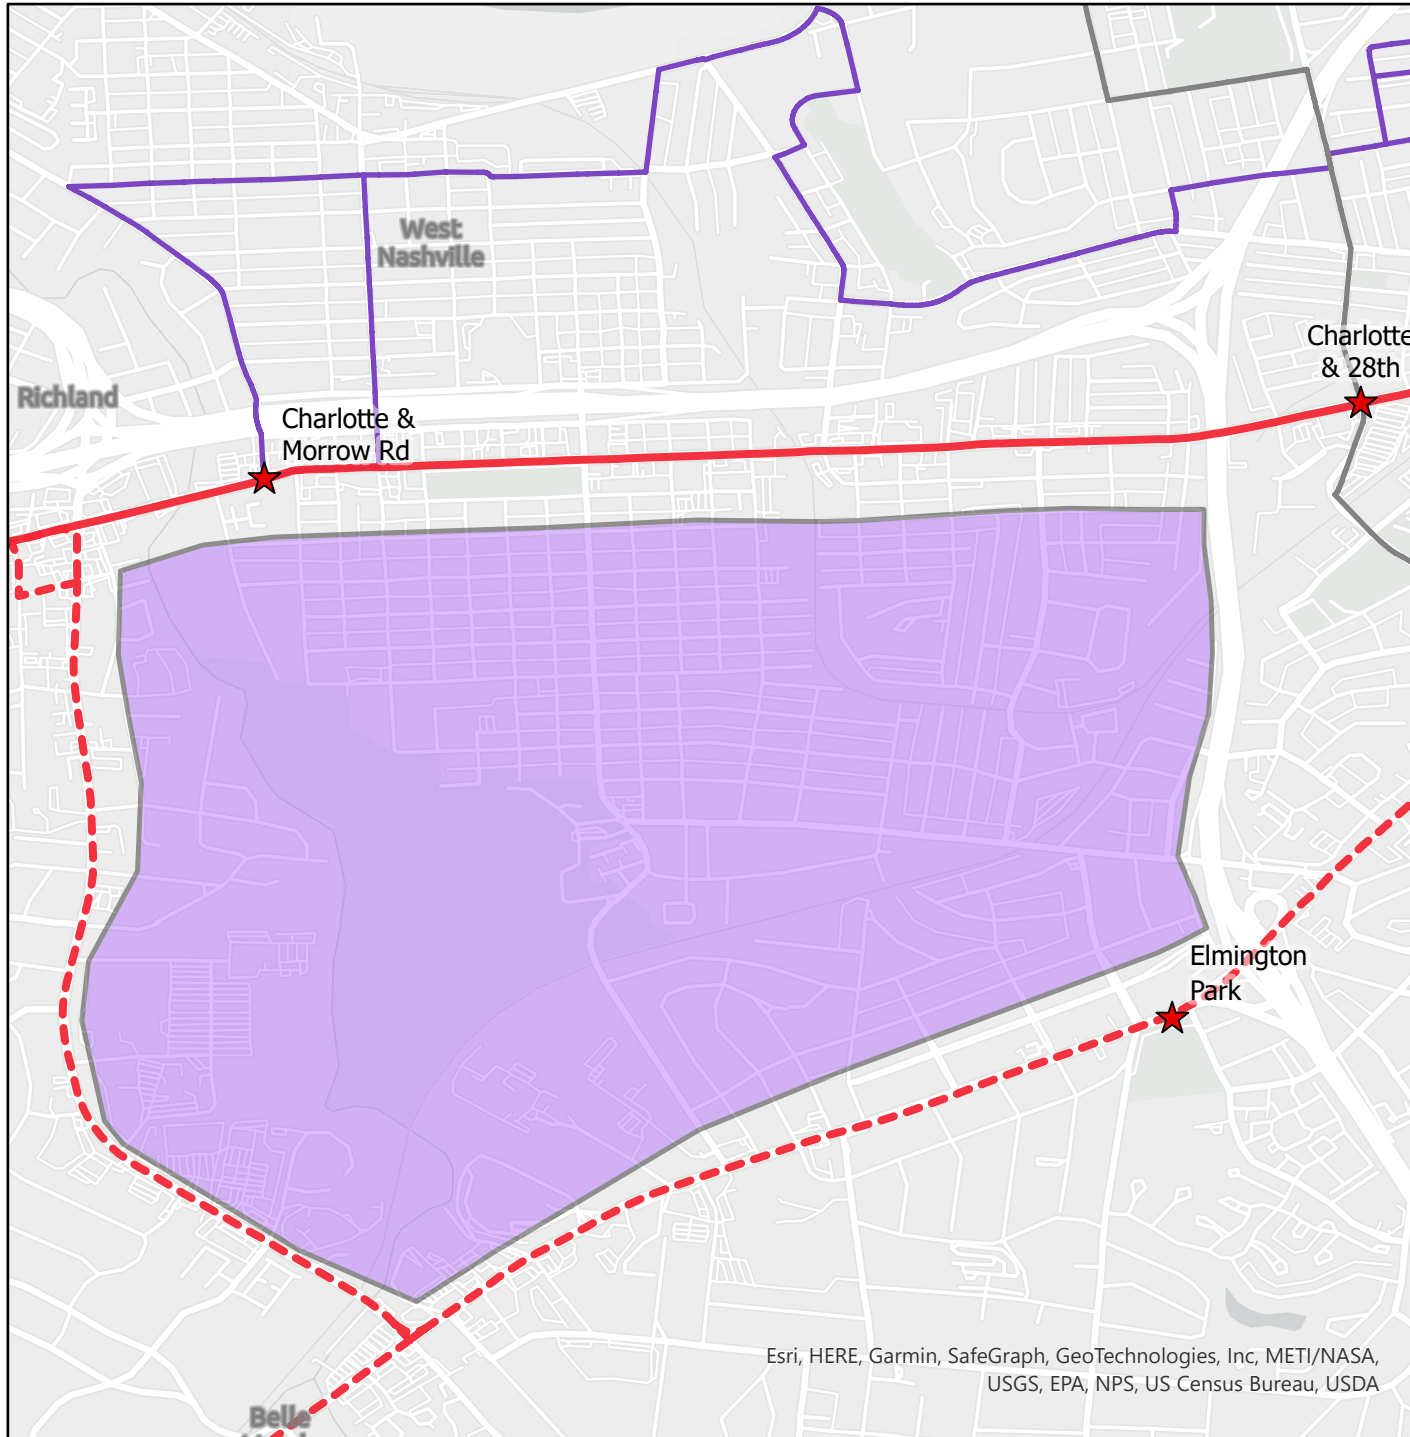 West
Nashville
Charlotte
& 28th
Richland
Charlotte &
Morrow Rd
Elmington
Park
Esri, HERE, Garmin, SafeGraph, GeoTechnologies, Inc, METI/NASA,
USGS, EPA, NPS, US Census Bureau, USDA
Belle